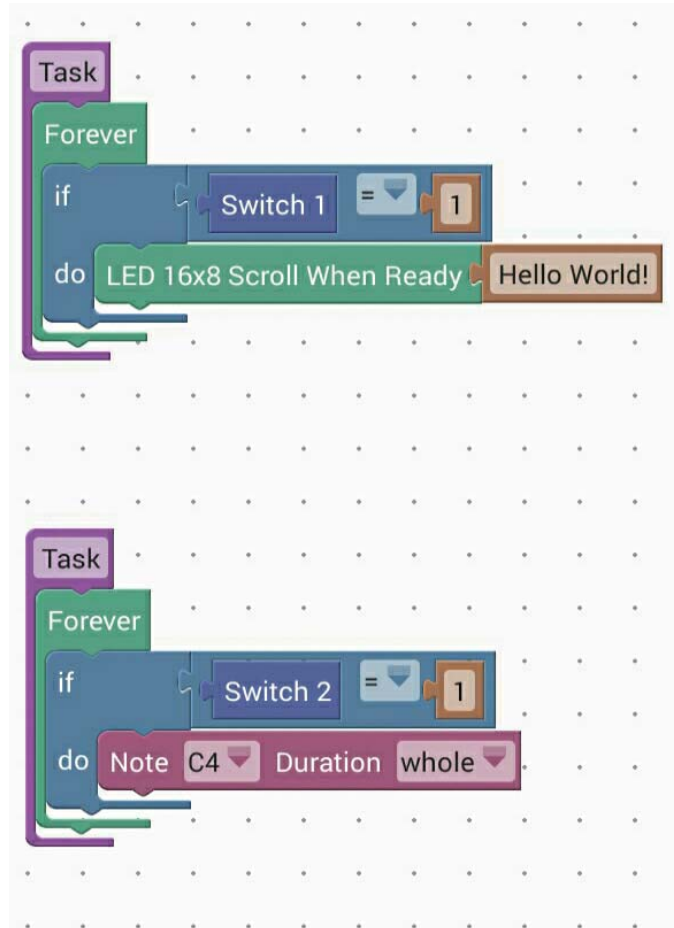 Task
Forever
if Switch 1 = 1
do LED 16x8 Scroll When Ready Hello World!
Task
Forever
if Switch 2 = 1
do Note C4 Duration whole